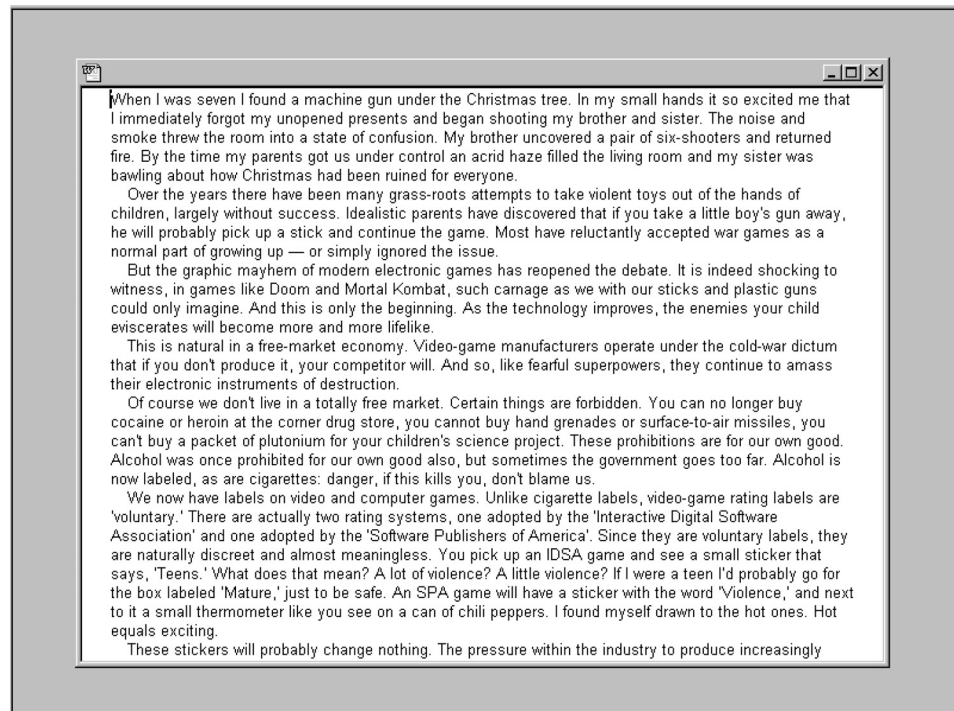 When I was seven I found a machine gun under the Christmas tree. In my small hands it so excited me that
I immediately forgot my unopened presents and began shooting my brother and sister. The noise and
smoke threw the room into a state of confusion. My brother uncovered a pair of six-shooters and returned
fire. By the time my parents got us under control an acrid haze filled the living room and my sister was
bawling about how Christmas had been ruined for everyone.
Over the years there have been many grass-roots attempts to take violent toys out of the hands of
children, largely without success. Idealistic parents have discovered that if you take a little boy's gun away,
he will probably pick up a stick and continue the game. Most have reluctantly accepted war games as a
normal part of growing up — or simply ignored the issue.
But the graphic mayhem of modern electronic games has reopened the debate. It is indeed shocking to
witness, in games like Doom and Mortal Kombat, such carnage as we with our sticks and plastic guns
could only imagine. And this is only the beginning. As the technology improves, the enemies your child
eviscerates will become more and more lifelike.
This is natural in a free-market economy. Video-game manufacturers operate under the cold-war dictum
that if you don't produce it, your competitor will. And so, like fearful superpowers, they continue to amass
their electronic instruments of destruction.
Of course we don't live in a totally free market. Certain things are forbidden. You can no longer buy
cocaine or heroin at the corner drug store, you cannot buy hand grenades or surface-to-air missiles, you
can't buy a packet of plutonium for your children's science project. These prohibitions are for our own good.
Alcohol was once prohibited for our own good also, but sometimes the government goes too far. Alcohol is
now labeled, as are cigarettes: danger, if this kills you, don't blame us.
We now have labels on video and computer games. Unlike cigarette labels, video-game rating labels are
'voluntary.' There are actually two rating systems, one adopted by the 'Interactive Digital Software
Association' and one adopted by the 'Software Publishers of America'. Since they are voluntary labels, they
are naturally discreet and almost meaningless. You pick up an IDSA game and see a small sticker that
says, 'Teens.' What does that mean? A lot of violence? A little violence? If I were a teen I'd probably go for
the box labeled 'Mature,' just to be safe. An SPA game will have a sticker with the word 'Violence,' and next
to it a small thermometer like you see on a can of chili peppers. I found myself drawn to the hot ones. Hot
equals exciting.
These stickers will probably change nothing. The pressure within the industry to produce increasingly